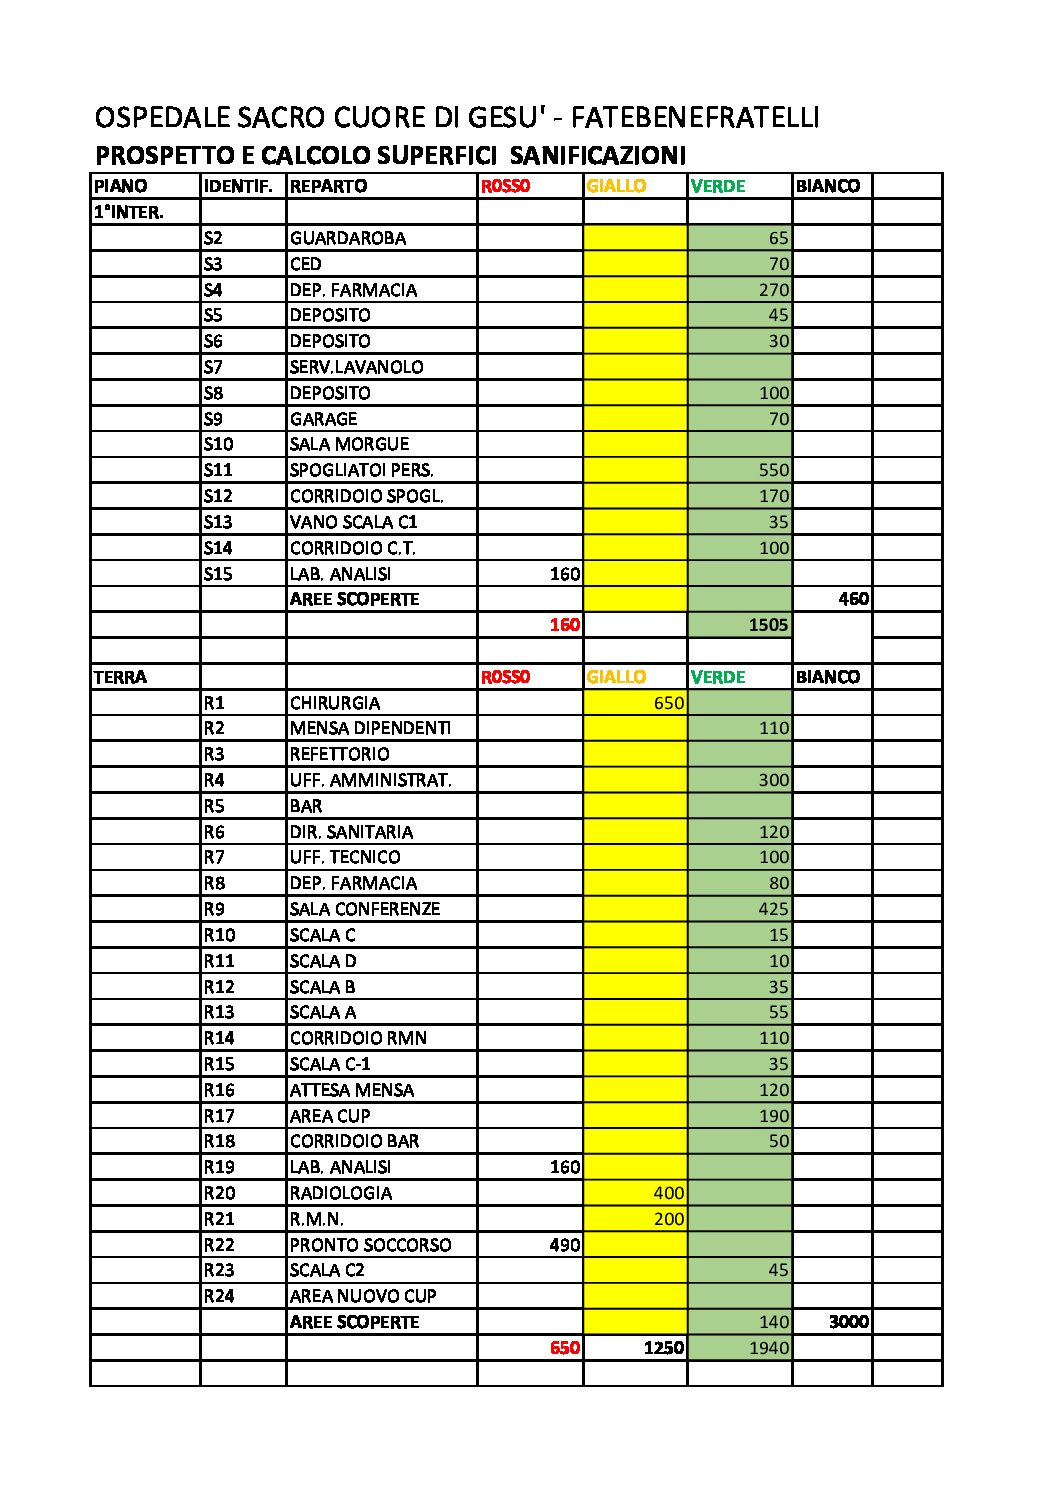 OSPEDALE SACRO CUORE DI GESU' - FATEBENEFRATELLI
PROSPETTO E CALCOLO SUPERFICI SANIFICAZIONI
PIANO IDENTIF. REPARTO ROSSO GIALLO VERDE BIANCO
1°INTER.
S2 GUARDAROBA 65
S3 CED 70
S4 DEP. FARMACIA 270
S5 DEPOSITO 45
S6 DEPOSITO 30
S7 SERV.LAVANOLO
S8 DEPOSITO 100
S9 GARAGE 70
S10 SALA MORGUE
S11 SPOGLIATOI PERS. 550
S12 CORRIDOIO SPOGL. 170
S13 VANO SCALA C1 35
S14 CORRIDOIO C.T. 100
S15 LAB. ANALISI 160
AREE SCOPERTE 460
160 1505
TERRA ROSSO GIALLO VERDE BIANCO
R1 CHIRURGIA 650
R2 MENSA DIPENDENTI 110
R3 REFETTORIO
R4 UFF. AMMINISTRAT. 300
R5 BAR
R6 DIR. SANITARIA 120
R7 UFF. TECNICO 100
R8 DEP. FARMACIA 80
R9 SALA CONFERENZE 425
R10 SCALA C 15
R11 SCALA D 10
R12 SCALA B 35
R13 SCALA A 55
R14 CORRIDOIO RMN 110
R15 SCALA C-1 35
R16 ATTESA MENSA 120
R17 AREA CUP 190
R18 CORRIDOIO BAR 50
R19 LAB. ANALISI 160
R20 RADIOLOGIA 400
R21 R.M.N. 200
R22 PRONTO SOCCORSO 490
R23 SCALA C2 45
R24 AREA NUOVO CUP
AREE SCOPERTE 140 3000
650 1250 1940